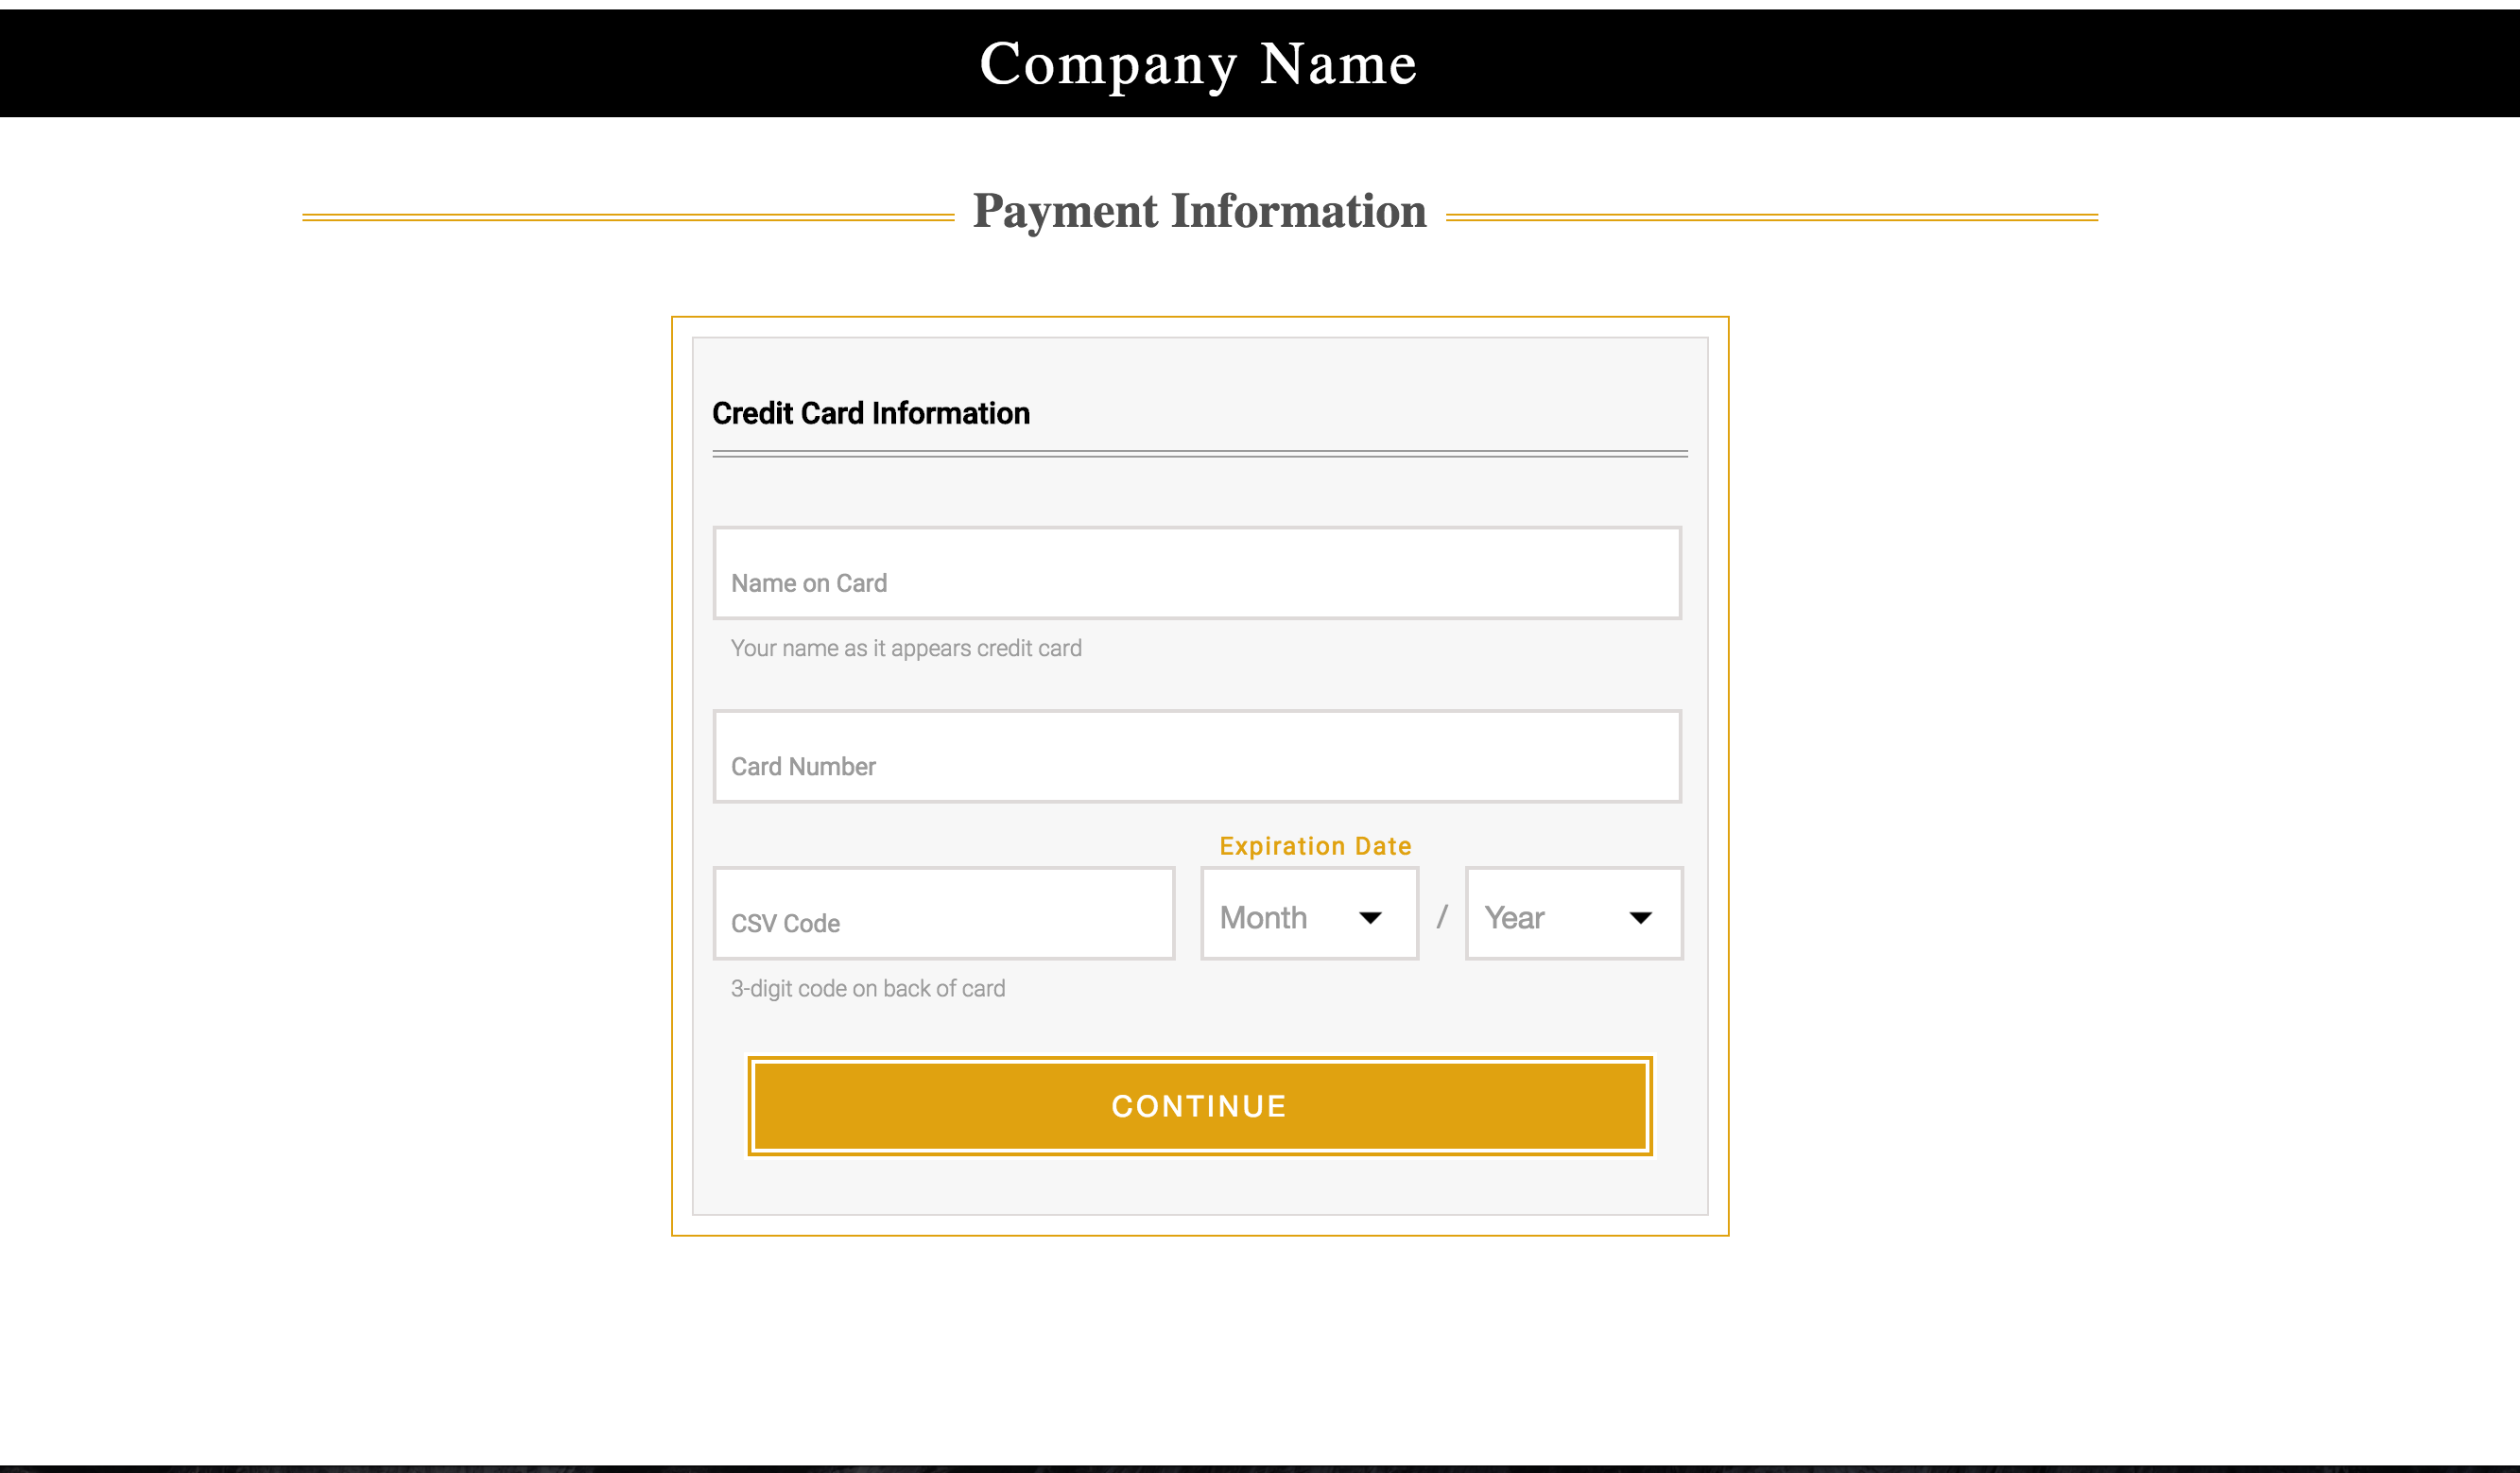 Company Name
Payment Information
Credit Card Information
Name on Card
Your name as it appears credit card
Card Number
Expiration Date
CSV Code
Month / Year
3-digit code on back of card
CONTINUE